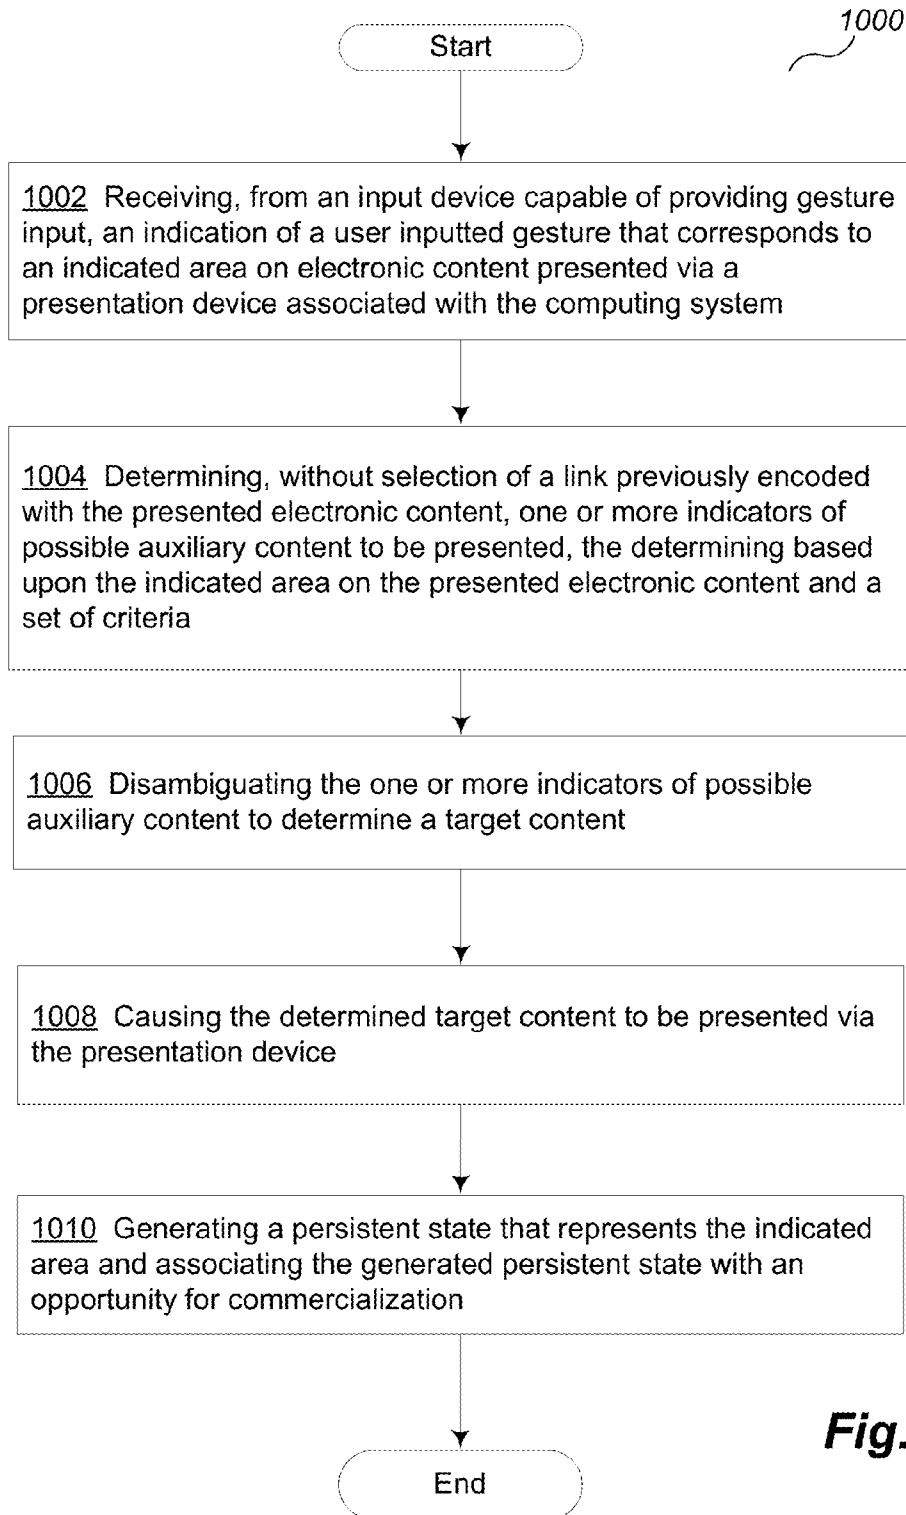 1000
Start
1002 Receiving, from an input device capable of providing gesture
input, an indication of a user inputted gesture that corresponds to
an indicated area on electronic content presented via a
presentation device associated with the computing system
1004 Determining, without selection of a link previously encoded
with the presented electronic content, one or more indicators of
possible auxiliary content to be presented, the determining based
upon the indicated area on the presented electronic content and a
set of criteria
1006 Disambiguating the one or more indicators of possible
auxiliary content to determine a target content
1008 Causing the determined target content to be presented via
the presentation device
1010 Generating a persistent state that represents the indicated
area and associating the generated persistent state with an
opportunity for commercialization
Fig.
End